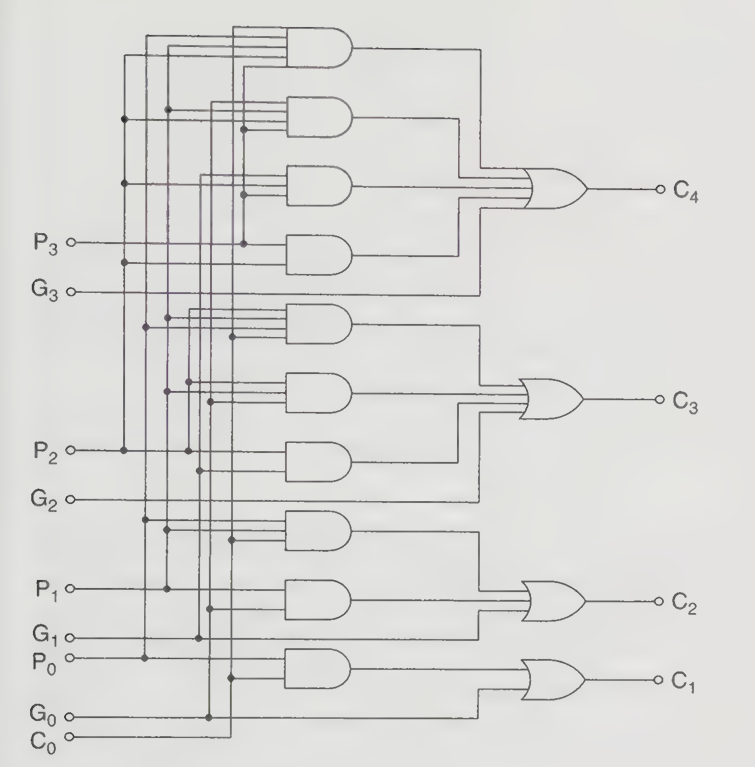 C₄
P₃
G₃
C₃
P₂
G₂
P₁
C₂
G₁
P₀
C₁
G₀
C₀